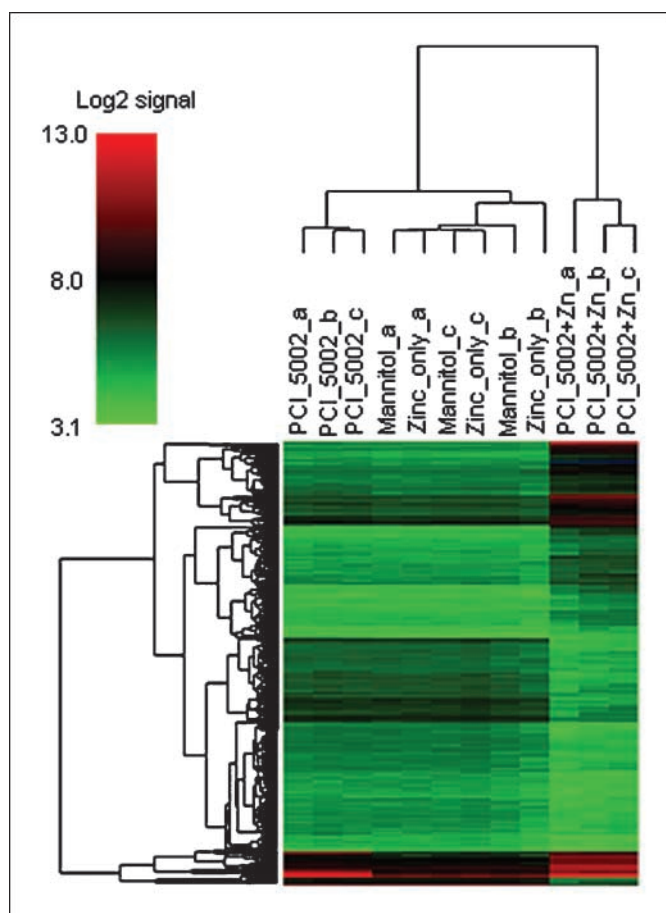 Log2 signal
13.0
8.0
3.1
PCI_5002_a
PCI_5002_b
PCI_5002_c
Mannitol_a
Zinc_only_a
Mannitol_c
Zinc_only_c
Mannitol_b
Zinc_only_b
PCI_5002+Zn_a
PCI_5002+Zn_b
PCI_5002+Zn_c